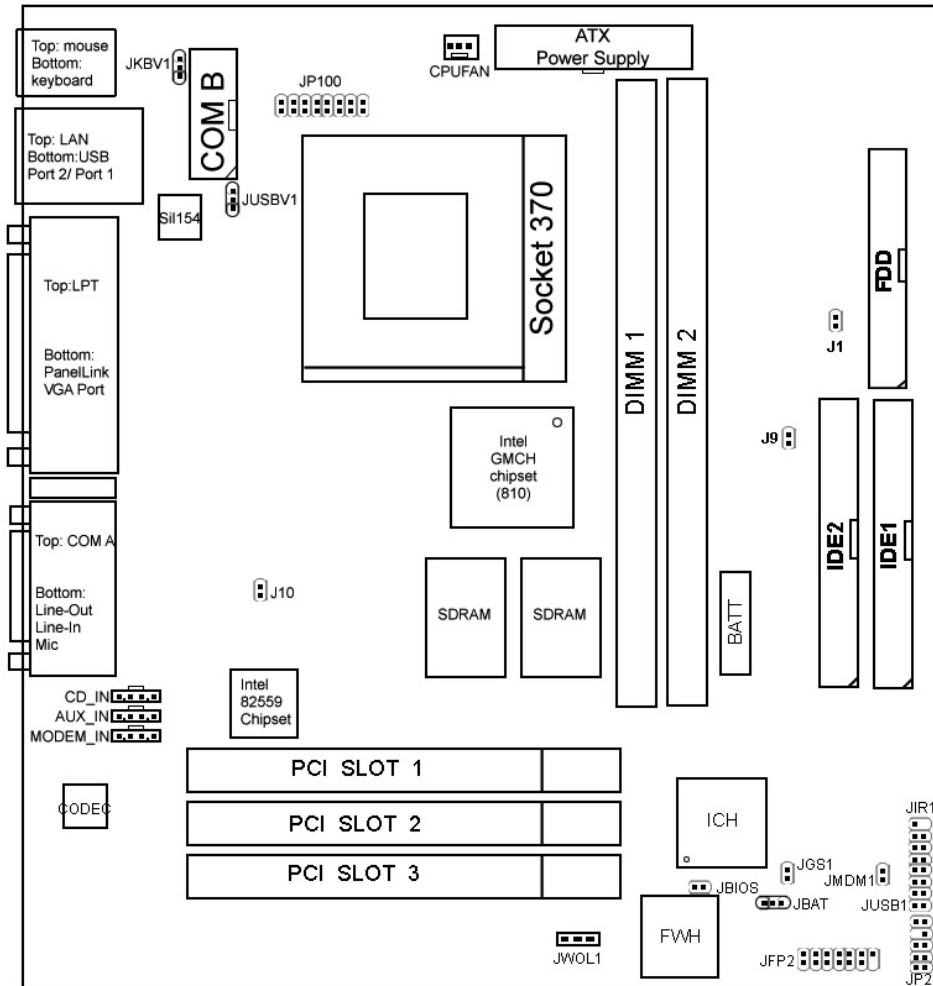 ATX
Power Supply
CPUFAN
Top: mouse
Bottom:
keyboard
JKBV1
COM B
JP100
Top: LAN
Bottom:USB
Port 2/ Port 1
JUSBV1
Sil154
Socket 370
DIMM 1
DIMM 2
FDD
J1
Top:LPT
Bottom:
PanelLink
VGA Port
Intel
GMCH
chipset
(810)
J9
IDE2
IDE1
Top: COM A
Bottom:
Line-Out
Line-In
Mic
J10
SDRAM
SDRAM
BATT
CD_IN
AUX_IN
MODEM_IN
Intel
82559
Chipset
PCI SLOT 1
PCI SLOT 2
PCI SLOT 3
CODEC
ICH
JIR1
JGS1
JMDM1
JBIOS
JBAT
JUSB1
FWH
JWOL1
JFP2
JP2